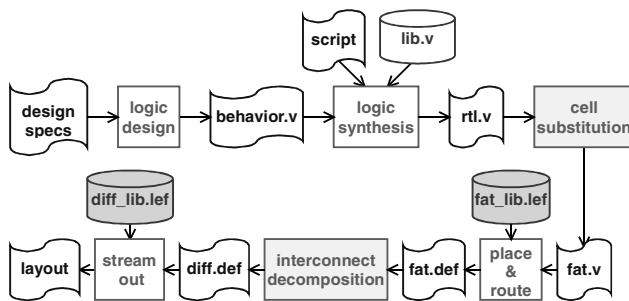 script
lib.v
design
specs
logic
design
behavior.v
logic
synthesis
rtl.v
cell
substitution
diff_lib.lef
fat_lib.lef
layout
stream
out
diff.def
interconnect
decomposition
fat.def
place
&
route
fat.v